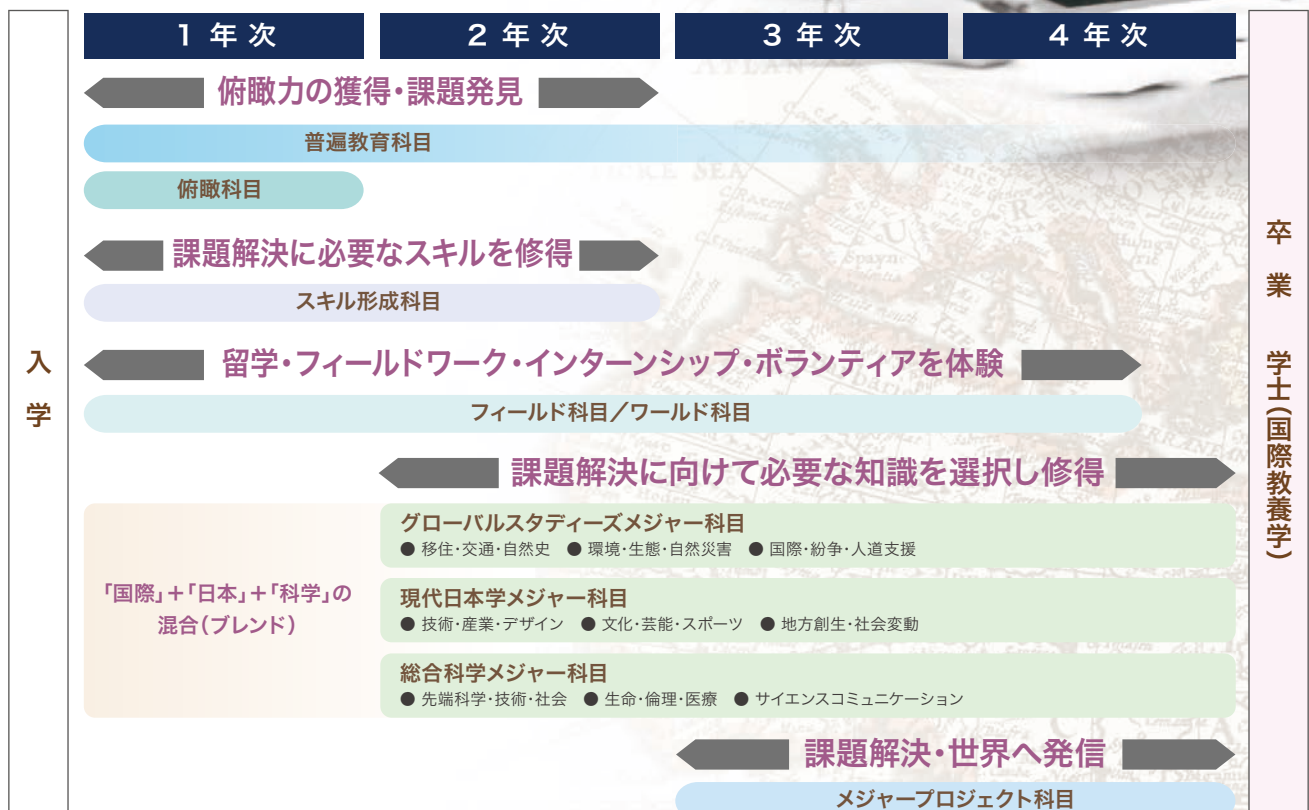 1 年 次
2 年 次
3 年 次
4 年 次
俯瞰力の獲得・課題発見
普遍教育科目
俯瞰科目
課題解決に必要なスキルを修得
スキル形成科目
留学・フィールドワーク・インターンシップ・ボランティアを体験
フィールド科目／ワールド科目
課題解決に向けて必要な知識を選択し修得
入学
「国際」＋「日本」＋「科学」の
混合（ブレンド）
グローバルスタディーズメジャー科目
● 移住・交通・自然史 ● 環境・生態・自然災害 ● 国際・紛争・人道支援
現代日本学メジャー科目
● 技術・産業・デザイン ● 文化・芸能・スポーツ ● 地方創生・社会変動
総合科学メジャー科目
● 先端科学・技術・社会 ● 生命・倫理・医療 ● サイエンスコミュニケーション
課題解決・世界へ発信
メジャープロジェクト科目
卒業 学士（国際教養学）